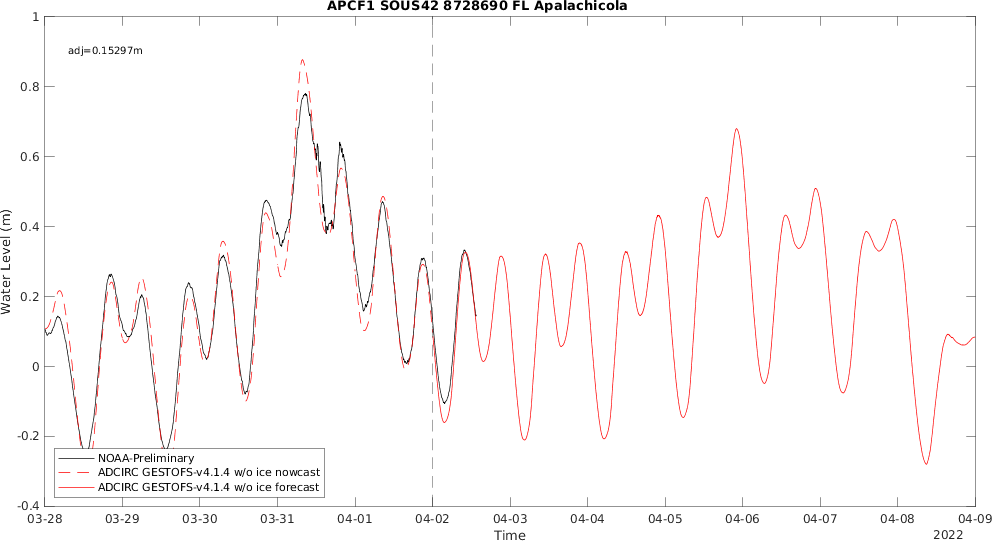 APCF1 SOUS42 8728690 FL Apalachicola
adj=0.15297m
Water Level (m)
1
0.8
0.6
0.4
0.2
0
-0.2
-0.4
NOAA-Preliminary
ADCIRC GESTOFS-v4.1.4 w/o ice nowcast
ADCIRC GESTOFS-v4.1.4 w/o ice forecast
03-28 03-29 03-30 03-31 04-01 04-02 04-03 04-04 04-05 04-06 04-07 04-08 04-09
Time
2022